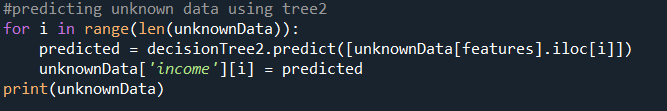 #predicting unknown data using tree2
for i in range(len(unknownData)):
    predicted = decisionTree2.predict([unknownData[features].iloc[i]])
    unknownData['income'][i] = predicted
print(unknownData)